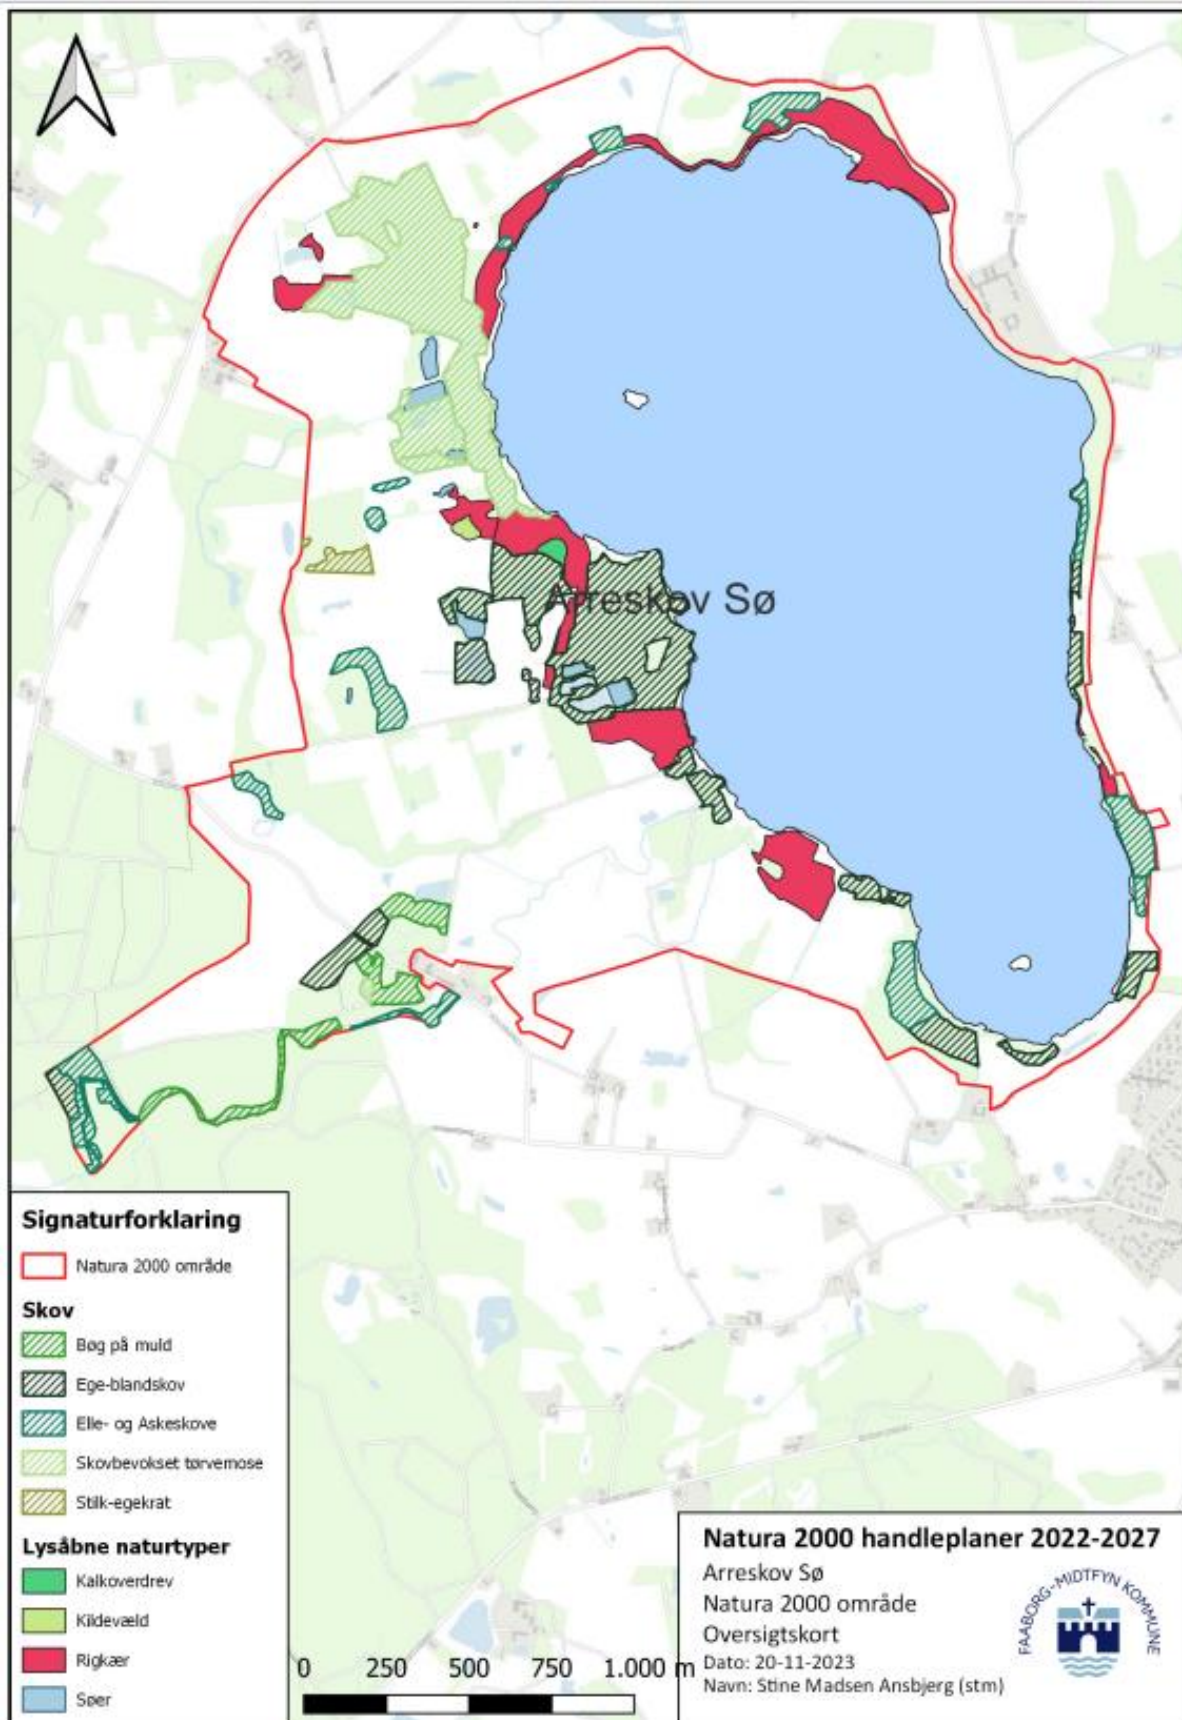 Arreskov Sø
Signaturforklaring
Natura 2000 område
Skov
Bøg på muld
Ege-blandskov
Elle- og Askeskove
Skovbevokset tørvemose
Stilk-egekrat
Lysåbne naturtyper
Kalkoverdrev
Kildevæld
Rigkær
Søer
0 250 500 750 1.000 m
Natura 2000 handleplaner 2022-2027
Arreskov Sø
Natura 2000 område
Oversigtskort
Dato: 20-11-2023
Navn: Stine Madsen Ansbjerg (stm)
FAABORG-MIDTFYN KOMMUNE